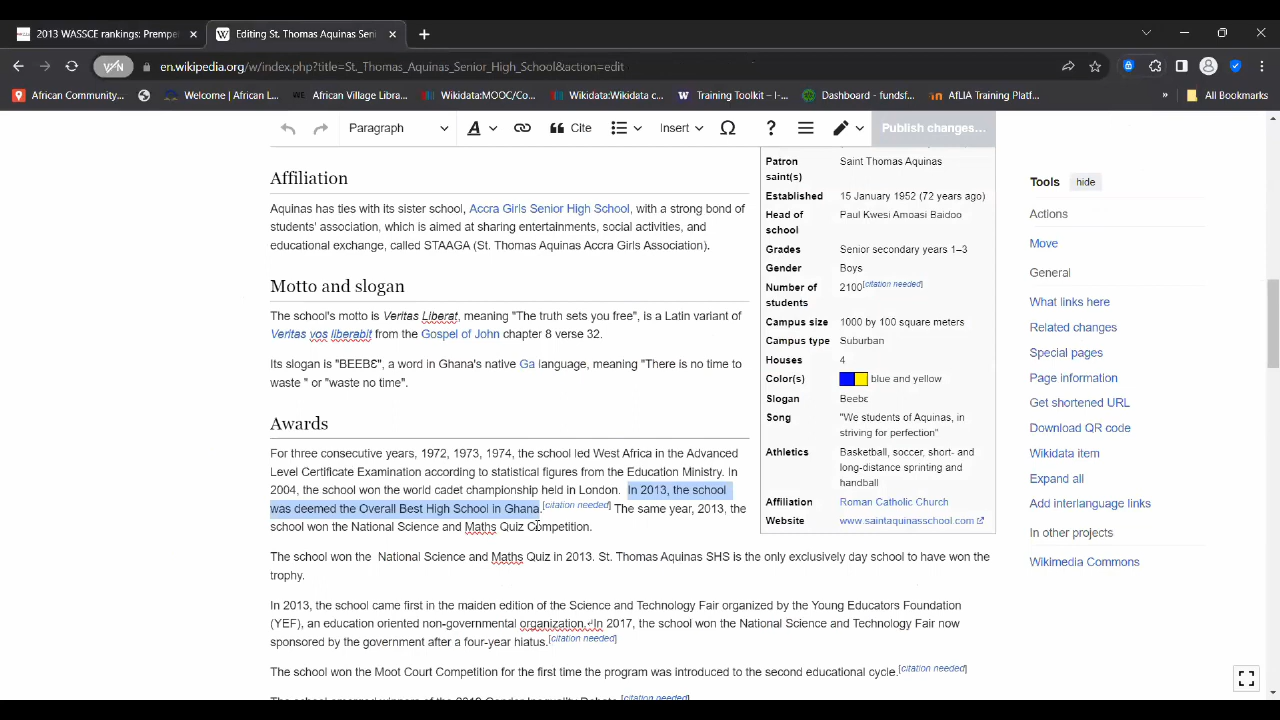 2013 WASSCE rankings: Prempe
Editing St. Thomas Aquinas Seni
en.wikipedia.org/w/index.php?title=St._Thomas_Aquinas_Senior_High_School&action=edit
African Community...
Welcome | African L...
African Village Librar...
Wikidata:MOOC/Co...
Wikidata:Wikidata c...
Training Toolkit – I-...
Dashboard - fundsf...
AfLIA Training Platf...
» All Bookmarks
Paragraph
A
Cite
Insert
Ω
?
Publish changes...
Affiliation
Aquinas has ties with its sister school, Accra Girls Senior High School, with a strong bond of
students' association, which is aimed at sharing entertainments, social activities, and
educational exchange, called STAAGA (St. Thomas Aquinas Accra Girls Association).
Motto and slogan
The school's moto is Veritas Liberat, meaning "The truth sets you free", is a Latin variant of
Veritas vos liberabit from the Gospel of John chapter 8 verse 32.
Its slogan is "BEEBƐ", a word in Ghana's native Ga language, meaning "There is no time to
waste " or "waste no time".
Awards
For three consecutive years, 1972, 1973, 1974, the school led West Africa in the Advanced
Level Certificate Examination according to statistical figures from the Education Ministry. In
2004, the school won the world cadet championship held in London. In 2013, the school
was deemed the Overall Best High School in Ghana.[citation needed] The same year, 2013, the
school won the National Science and Maths Quiz Competition.
The school won the National Science and Maths Quiz in 2013. St. Thomas Aquinas SHS is the only exclusively day school to have won the
trophy.
In 2013, the school came first in the maiden edition of the Science and Technology Fair organized by the Young Educators Foundation
(YEF), an education oriented non-governmental organization.↵In 2017, the school won the National Science and Technology Fair now
sponsored by the government after a four-year hiatus.[citation needed]
The school won the Moot Court Competition for the first time the program was introduced to the second educational cycle.[citation needed]
Patron
saint(s)
Saint Thomas Aquinas
Established
15 January 1952 (72 years ago)
Head of
school
Paul Kwesi Amoasi Baidoo
Grades
Senior secondary years 1–3
Gender
Boys
Number of
students
2100[citation needed]
Campus size
1000 by 100 square meters
Campus type
Suburban
Houses
4
Color(s)
blue and yellow
Slogan
Beebɛ
Song
"We students of Aquinas, in
striving for perfection"
Athletics
Basketball, soccer, short- and
long-distance sprinting and
handball
Affiliation
Roman Catholic Church
Website
www.saintaquinasschool.com
Tools
hide
Actions
Move
General
What links here
Related changes
Special pages
Page information
Get shortened URL
Download QR code
Wikidata item
Expand all
Add interlanguage links
In other projects
Wikimedia Commons